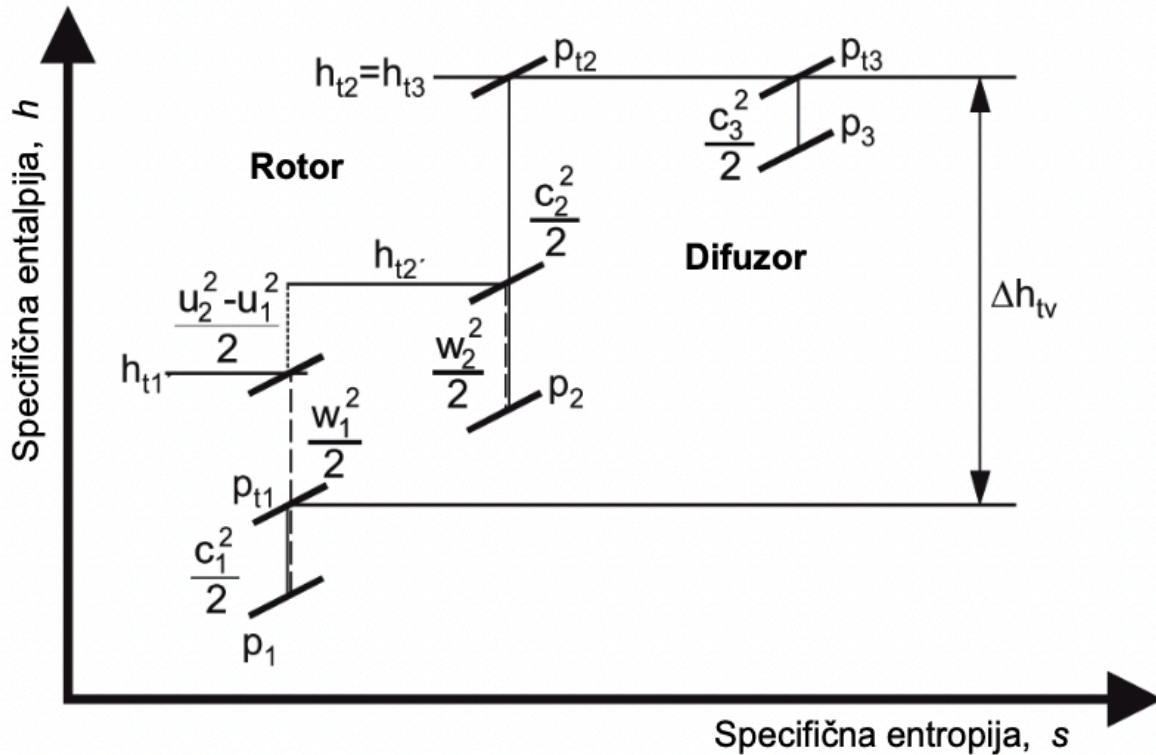 Specifična entalpija, h
h_t2=h_t3
p_t2
p_t3
c_3^2/2
p_3
Rotor
c_2^2/2
Difuzor
h_t2´
u_2^2 -u_1^2/2
Δh_tv
w_2^2/2
h_t1´
p_2
w_1^2/2
p_t1
c_1^2/2
p_1
Specifična entropija, s